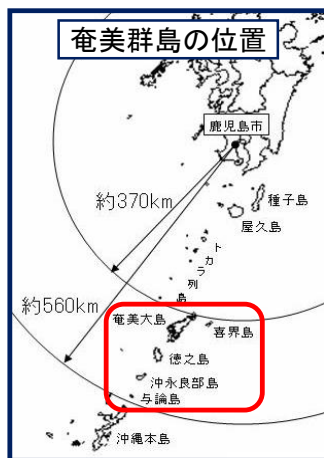 奄美群島の位置
鹿児島市
約370km
種子島
屋久島
トカラ列島
約560km
奄美大島
喜界島
徳之島
沖永良部島
与論島
沖縄本島